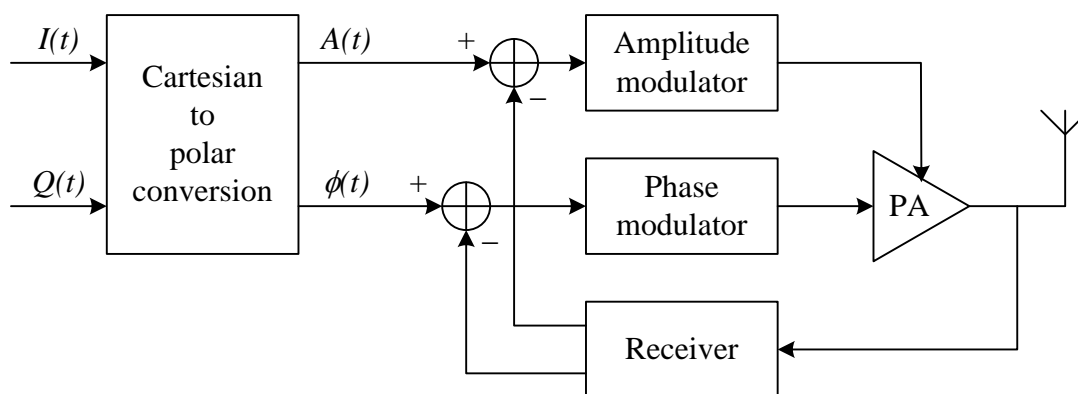 I(t)
Q(t)
Cartesian
to
polar
conversion
A(t)
ϕ(t)
+
−
+
−
Amplitude
modulator
Phase
modulator
PA
Receiver